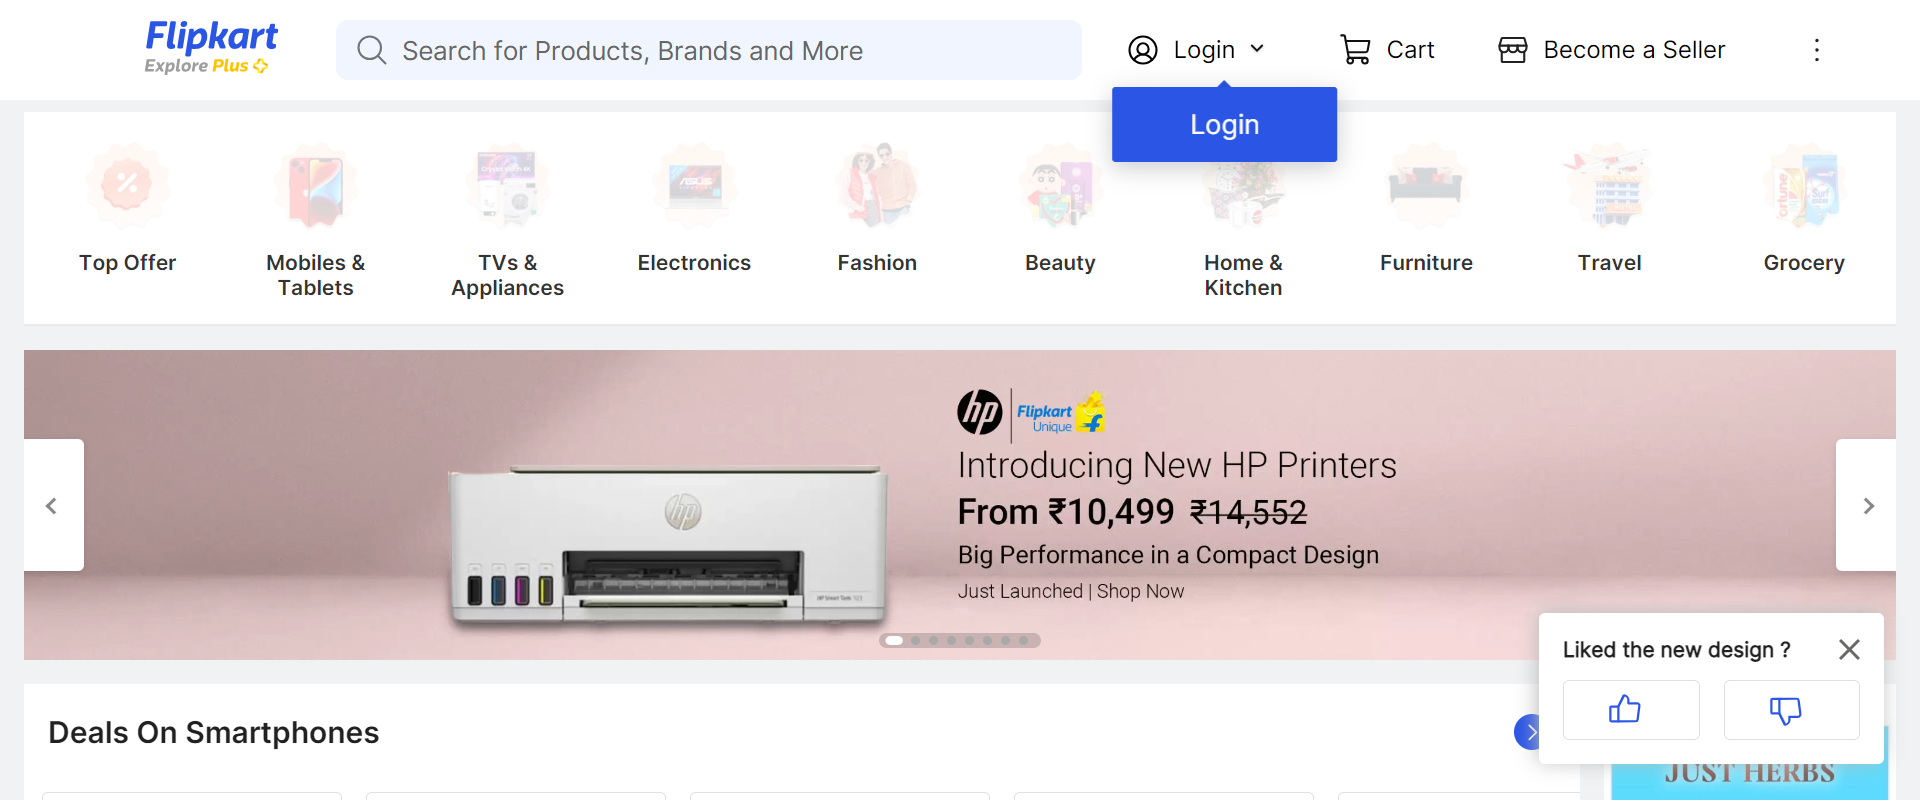 Flipkart
Explore Plus
Search for Products, Brands and More
Login
Cart
Become a Seller
Login
Top Offer
Mobiles &
Tablets
TVs &
Appliances
Electronics
Fashion
Beauty
Home &
Kitchen
Furniture
Travel
Grocery
hp
Flipkart
Unique
Introducing New HP Printers
From ₹10,499 ₹14,552
Big Performance in a Compact Design
Just Launched | Shop Now
hp
Liked the new design ?
Deals On Smartphones
JUST HERBS